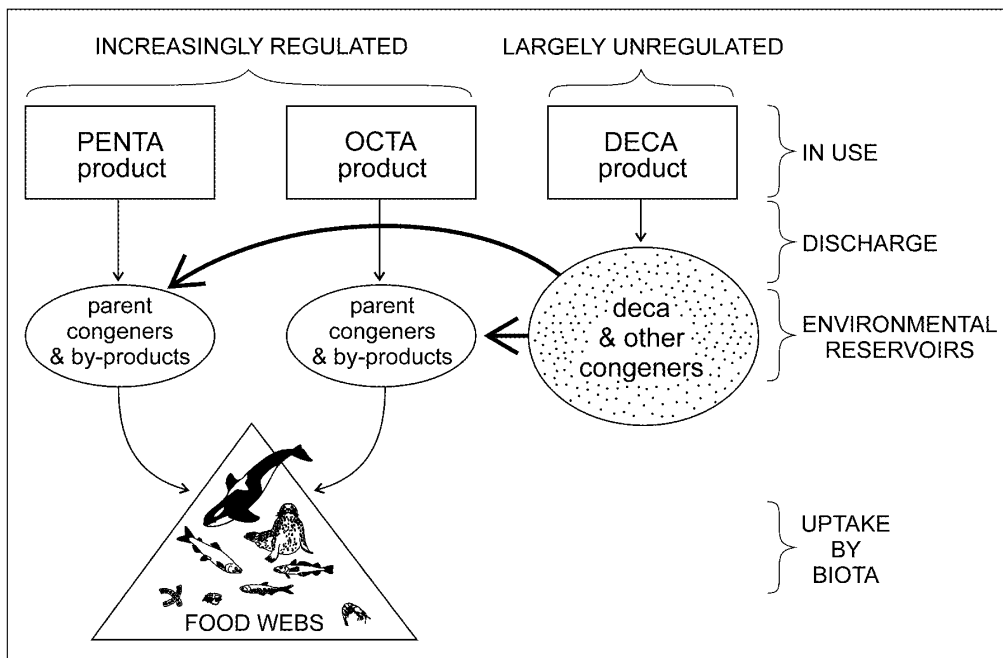 INCREASINGLY REGULATED
LARGELY UNREGULATED
PENTA
product
OCTA
product
DECA
product
IN USE
DISCHARGE
parent
congeners
& by-products
parent
congeners
& by-products
deca
& other
congeners
ENVIRONMENTAL
RESERVOIRS
UPTAKE
BY
BIOTA
FOOD WEBS